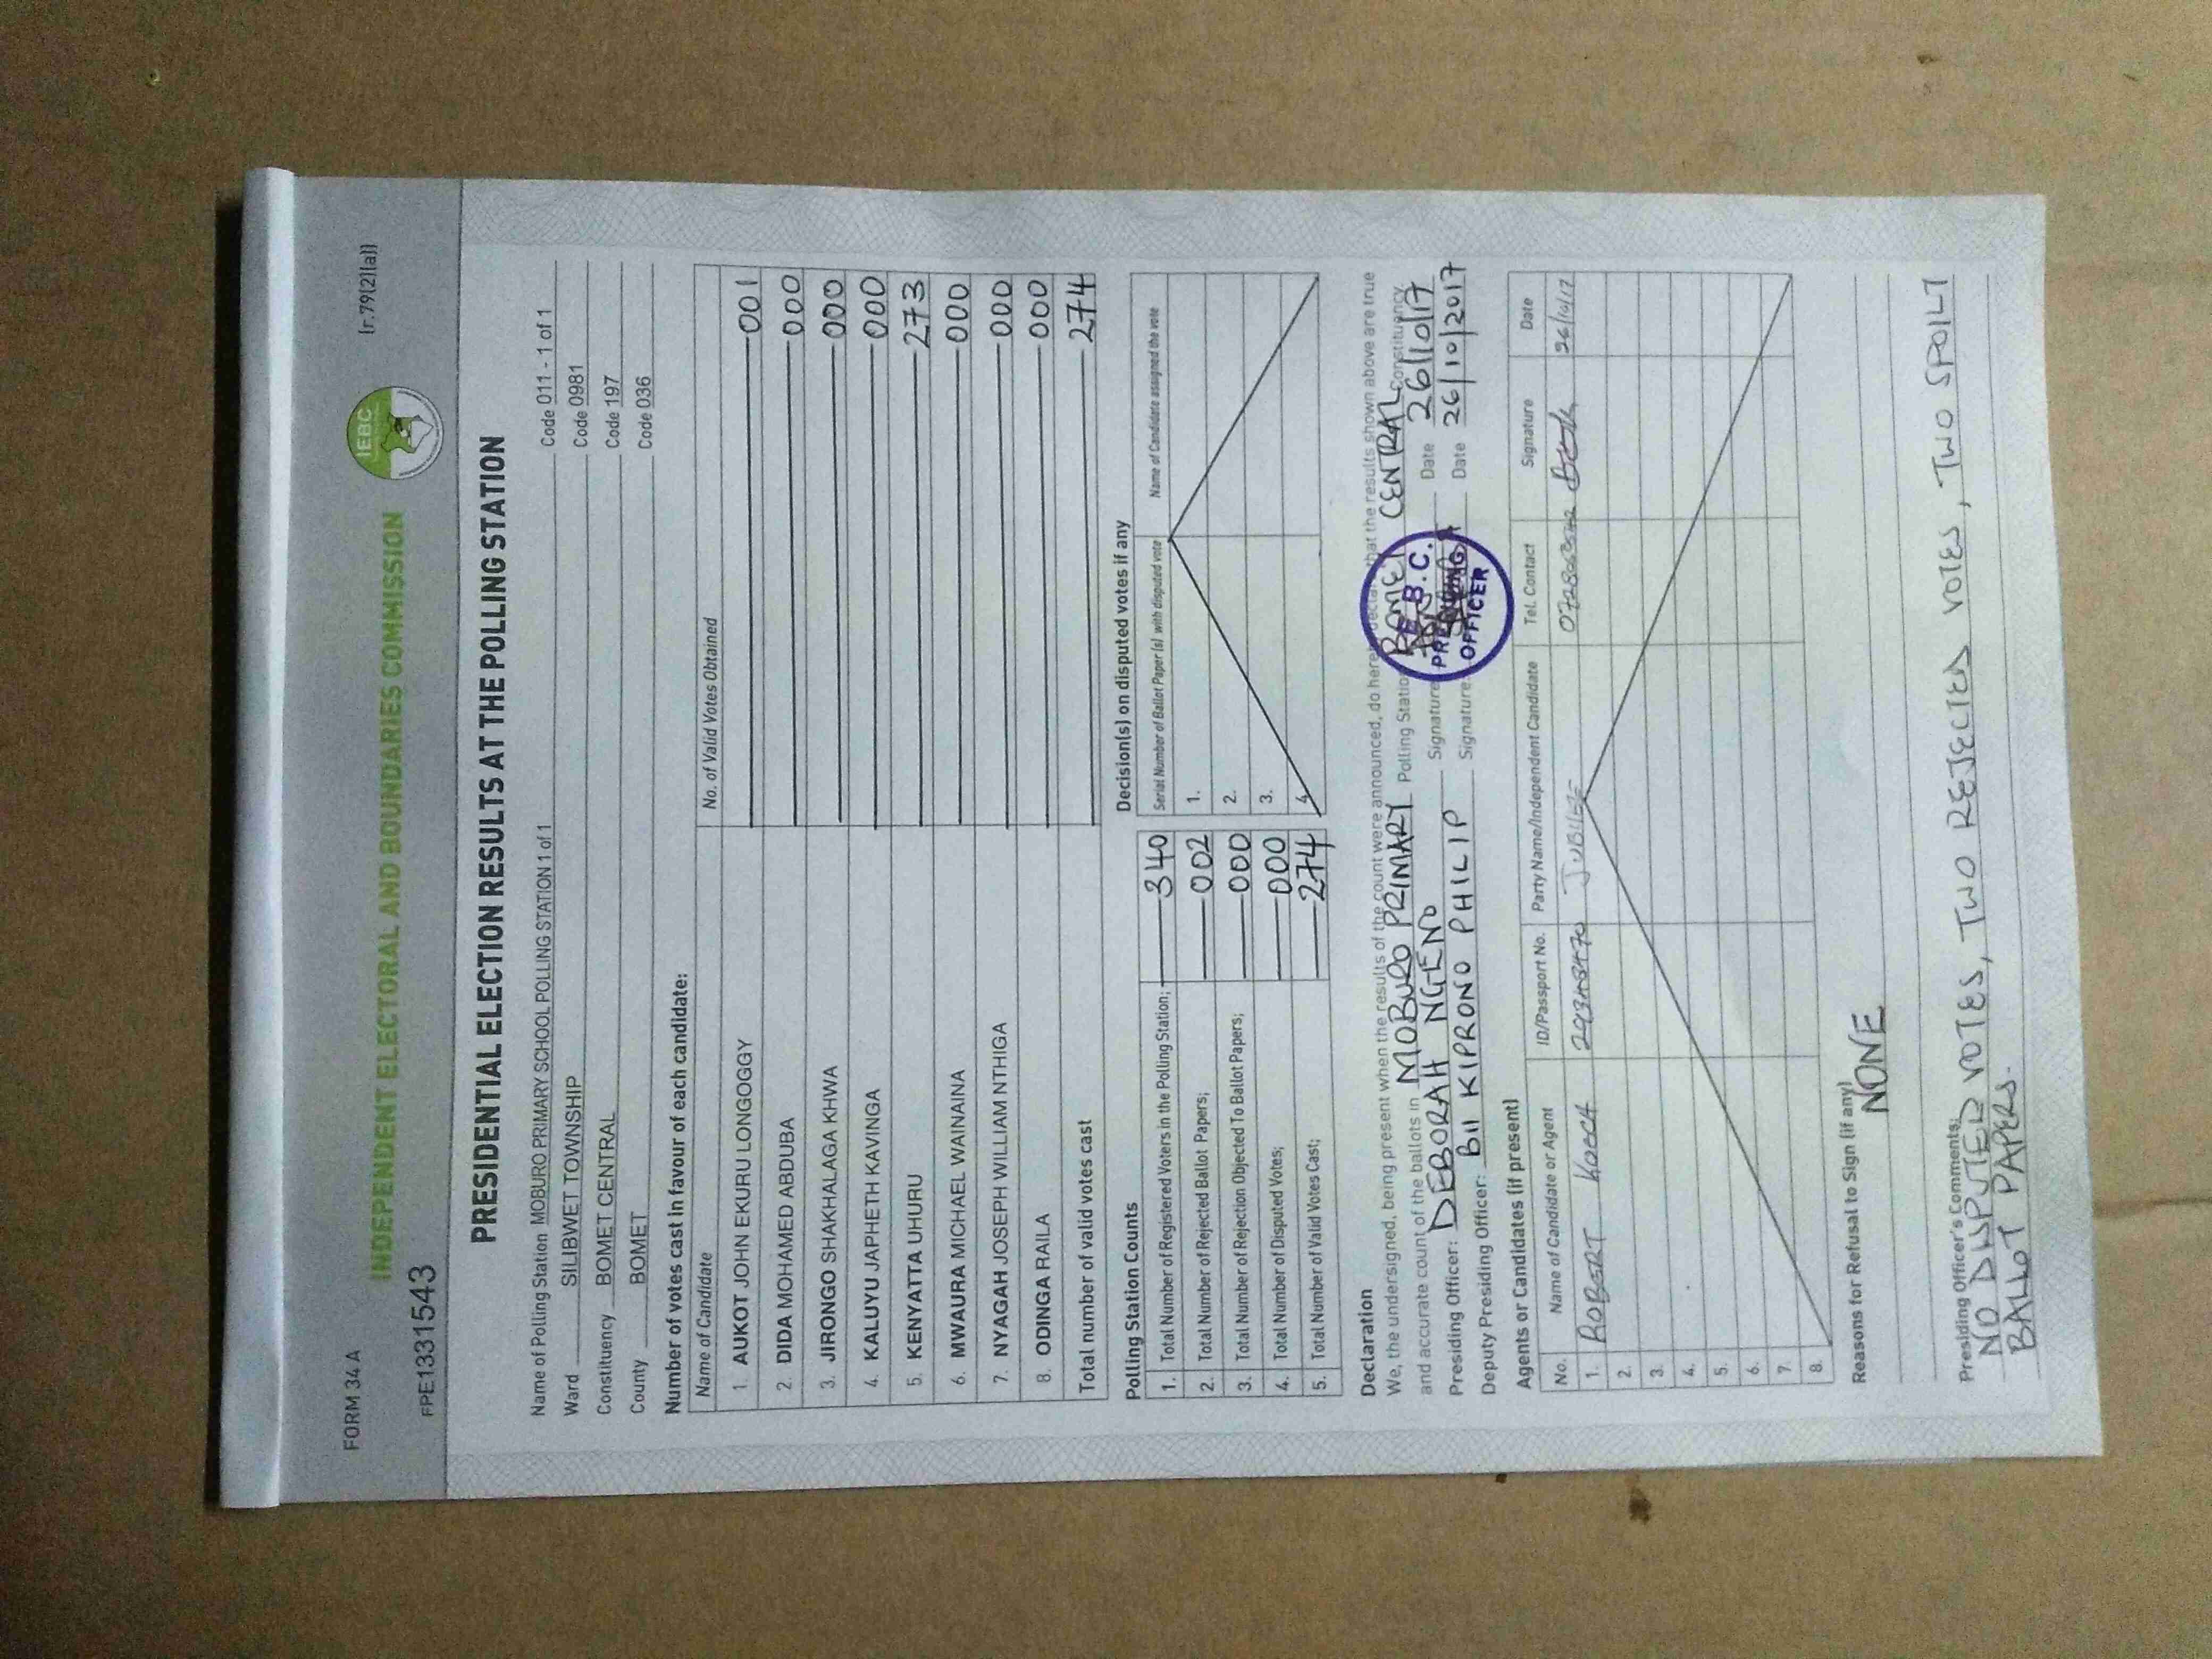 FORM 34 A
(r.79(2)(a))
INDEPENDENT ELECTORAL AND BOUNDARIES COMMISSION
IEBC
FPE1331543
PRESIDENTIAL ELECTION RESULTS AT THE POLLING STATION
Name of Polling Station MOBURO PRIMARY SCHOOL POLLING STATION 1 of 1 Code 011 - 1 of 1
Ward SILIBWET TOWNSHIP Code 0981
Constituency BOMET CENTRAL Code 197
County BOMET Code 036
Number of votes cast in favour of each candidate:
Name of Candidate No. of Valid Votes Obtained
1. AUKOT JOHN EKURU LONGOGGY 001
2. DIDA MOHAMED ABDUBA 000
3. JIRONGO SHAKHALAGA KHWA 000
4. KALUYU JAPHETH KAVINGA 000
5. KENYATTA UHURU 273
6. MWAURA MICHAEL WAINAINA 000
7. NYAGAH JOSEPH WILLIAM NTHIGA 000
8. ODINGA RAILA 000
Total number of valid votes cast 274
Polling Station Counts
1. Total Number of Registered Voters in the Polling Station; 340
2. Total Number of Rejected Ballot Papers; 002
3. Total Number of Rejection Objected To Ballot Papers; 000
4. Total Number of Disputed Votes; 000
5. Total Number of Valid Votes Cast; 274
Decision(s) on disputed votes if any
Serial Number of Ballot Paper (s) with disputed vote Name of Candidate assigned the vote
1.
2.
3.
4.
Declaration
We, the undersigned, being present when the results of the count were announced, do hereby declare that the results shown above are true
and accurate count of the ballots in MOBURO PRIMARY Polling Station BOMET CENTRAL Constituency
Presiding Officer: DEBORAH NGENO Signature Date 26/10/17
Deputy Presiding Officer: BII KIPRONO PHILIP Signature Date 26/10/2017
I.E.B.C.
PRESIDING
OFFICER
Agents or Candidates (if present)
No. Name of Candidate or Agent ID/Passport No. Party Name/Independent Candidate Tel. Contact Signature Date
1. ROBERT KOECH JUBILEE 26/10/17
2.
3.
4.
5.
6.
7.
8.
Reasons for Refusal to Sign (if any)
NONE
Presiding Officer's Comments;
NO DISPUTED VOTES, TWO REJECTED VOTES, TWO SPOILT
BALLOT PAPERS.